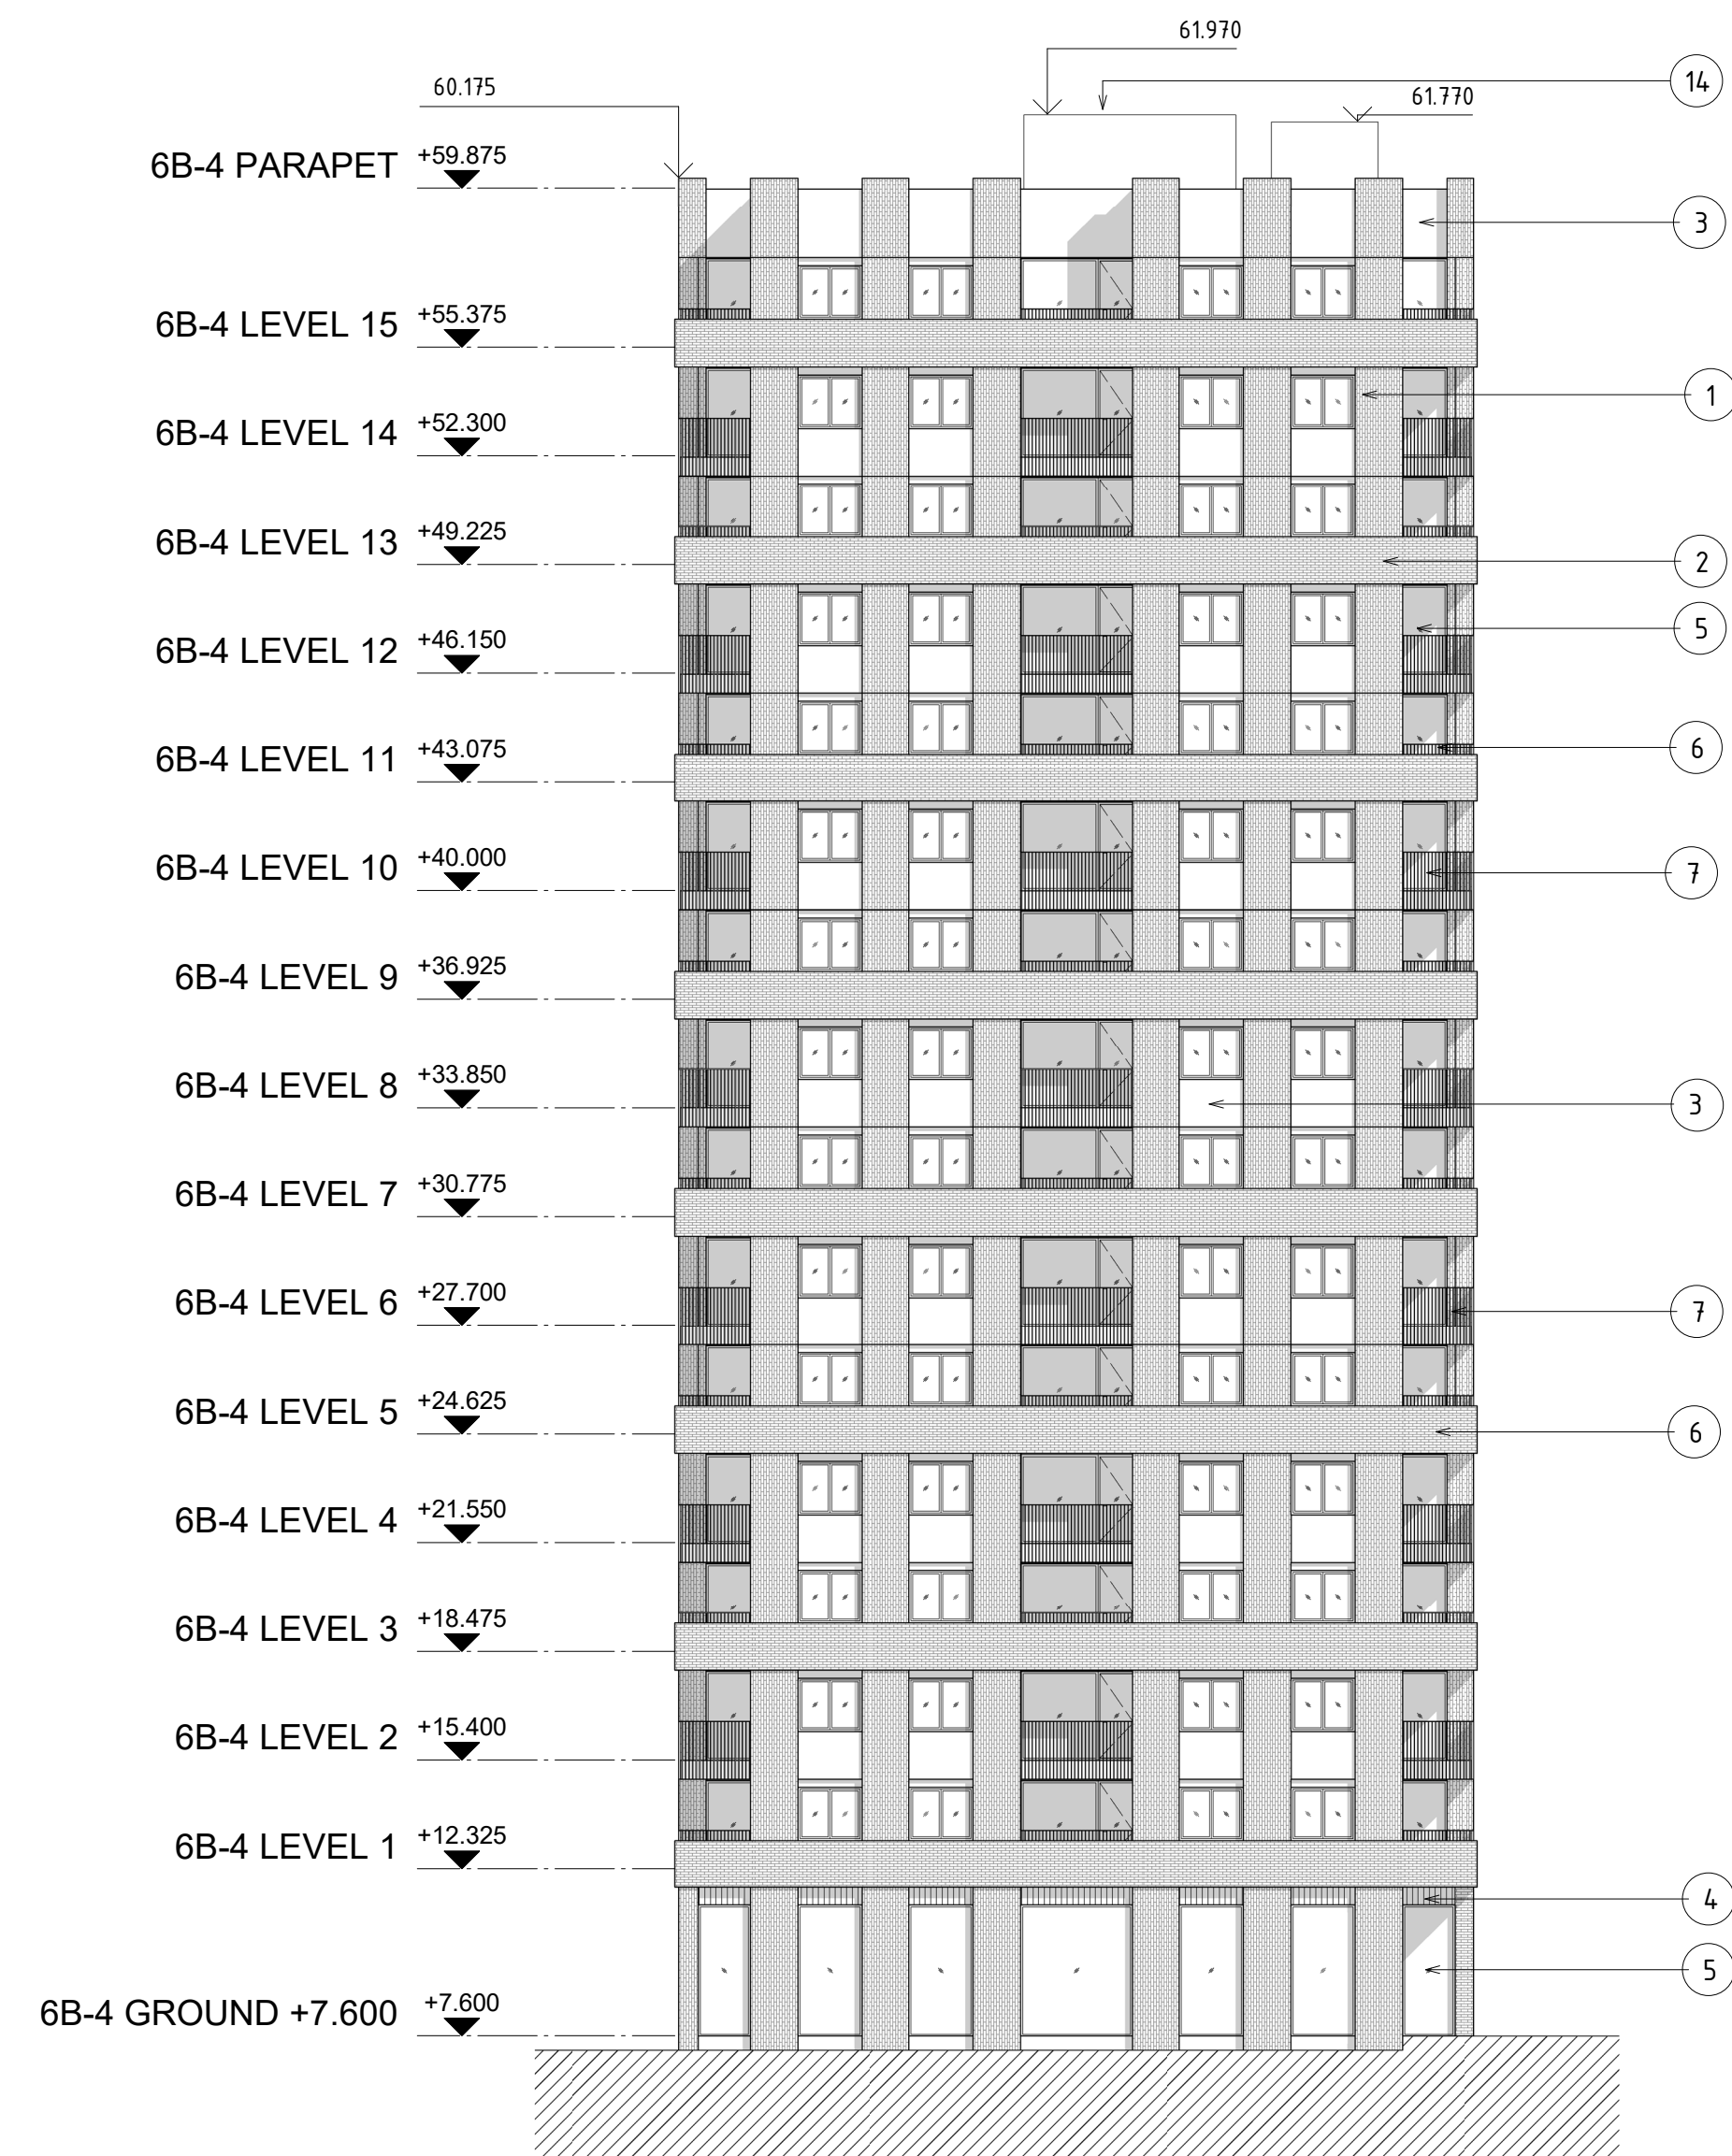 61.970
60.175
14
61.770
6B-4 PARAPET +59.875
3
6B-4 LEVEL 15 +55.375
1
6B-4 LEVEL 14 +52.300
6B-4 LEVEL 13 +49.225
2
5
6B-4 LEVEL 12 +46.150
6
6B-4 LEVEL 11 +43.075
6B-4 LEVEL 10 +40.000
7
6B-4 LEVEL 9 +36.925
6B-4 LEVEL 8 +33.850
3
6B-4 LEVEL 7 +30.775
6B-4 LEVEL 6 +27.700
7
6B-4 LEVEL 5 +24.625
6
6B-4 LEVEL 4 +21.550
6B-4 LEVEL 3 +18.475
6B-4 LEVEL 2 +15.400
6B-4 LEVEL 1 +12.325
4
5
6B-4 GROUND +7.600 +7.600